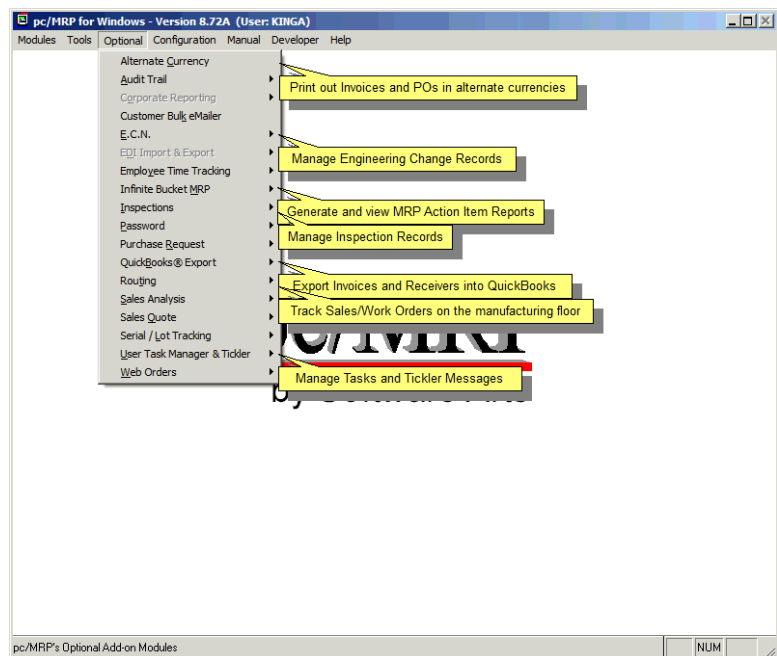 pc/MRP for Windows - Version 8.72A (User: KINGA)
Modules Tools Optional Configuration Manual Developer Help
Alternate Currency
Audit Trail
Print out Invoices and POs in alternate currencies
Corporate Reporting
Customer Bulk eMailer
E.C.N.
EDI Import & Export
Manage Engineering Change Records
Employee Time Tracking
Infinite Bucket MRP
Inspections
Generate and view MRP Action Item Reports
Password
Manage Inspection Records
Purchase Request
QuickBooks® Export
Routing
Export Invoices and Receivers into QuickBooks
Sales Analysis
Track Sales/Work Orders on the manufacturing floor
Sales Quote
Serial / Lot Tracking
pc/MRP
User Task Manager & Tickler
Web Orders
Manage Tasks and Tickler Messages
by Software Arts
pc/MRP's Optional Add-on Modules NUM